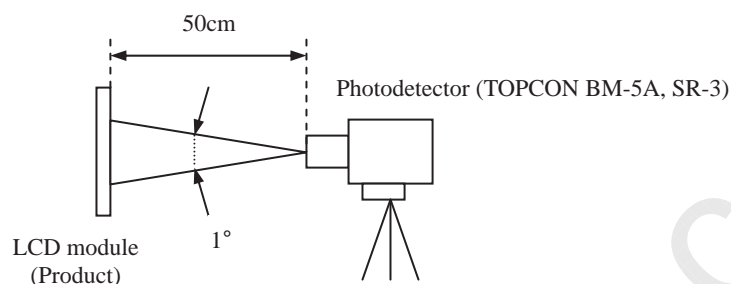 50cm
Photodetector (TOPCON BM-5A, SR-3)
1°
LCD module
(Product)